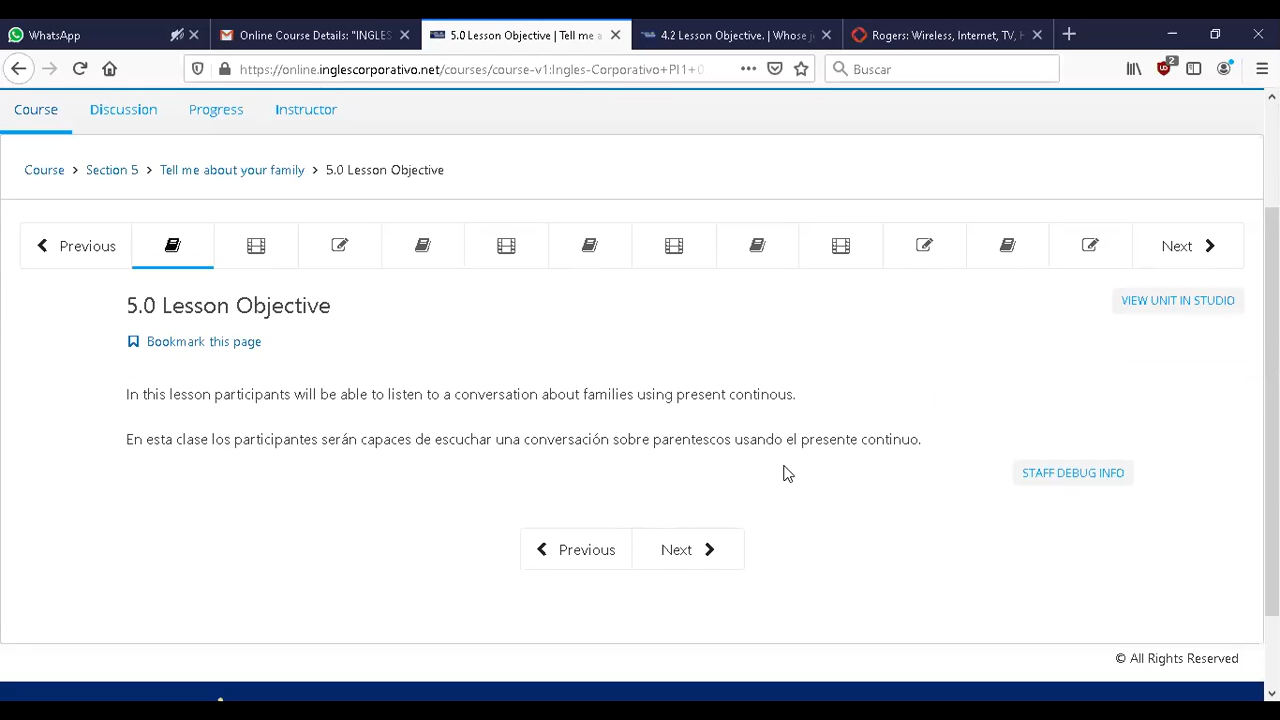 WhatsApp
Online Course Details: "INGLES
5.0 Lesson Objective | Tell me a
4.2 Lesson Objective. | Whose j
Rogers: Wireless, Internet, TV, H
https://online.inglescorporativo.net/courses/course-v1:Ingles-Corporativo+PI1+0
Buscar
2
Course Discussion Progress Instructor
Course > Section 5 > Tell me about your family > 5.0 Lesson Objective
Previous
Next
5.0 Lesson Objective
VIEW UNIT IN STUDIO
Bookmark this page
In this lesson participants will be able to listen to a conversation about families using present continous.
En esta clase los participantes serán capaces de escuchar una conversación sobre parentescos usando el presente continuo.
STAFF DEBUG INFO
Previous Next
© All Rights Reserved